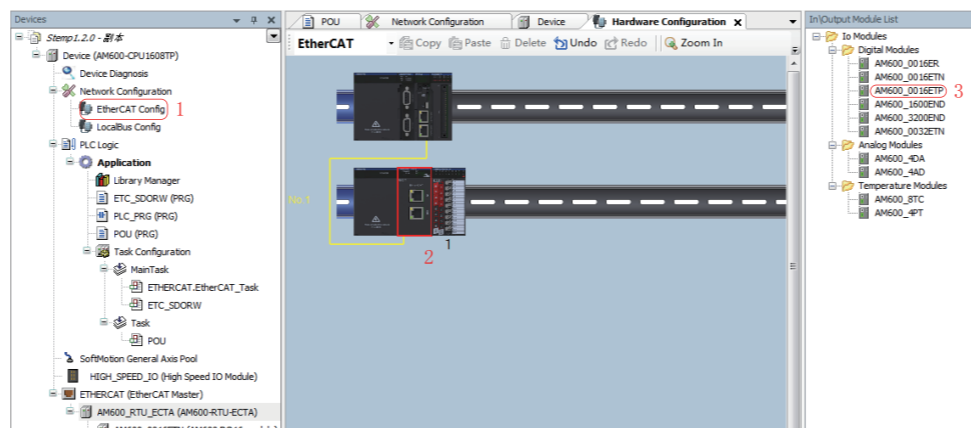 Devices
Stemp1.2.0 - 副本
Device (AM600-CPU1608TP)
Device Diagnosis
Network Configuration
EtherCAT Config 1
LocalBus Config
PLC Logic
Application
Library Manager
ETC_SDORW (PRG)
PLC_PRG (PRG)
POU (PRG)
Task Configuration
MainTask
ETHERCAT.EtherCAT_Task
ETC_SDORW
Task
POU
SoftMotion General Axis Pool
HIGH_SPEED_IO (High Speed IO Module)
ETHERCAT (EtherCAT Master)
AM600_RTU_ECTA (AM600-RTU-ECTA)
POU Network Configuration Device Hardware Configuration
EtherCAT Copy Paste Delete Undo Redo Zoom In
No.1
1
2
In\Output Module List
Io Modules
Digital Modules
AM600_0016ER
AM600_0016ETN
AM600_0016ETP 3
AM600_1600END
AM600_3200END
AM600_0032ETN
Analog Modules
AM600_4DA
AM600_4AD
Temperature Modules
AM600_8TC
AM600_4PT